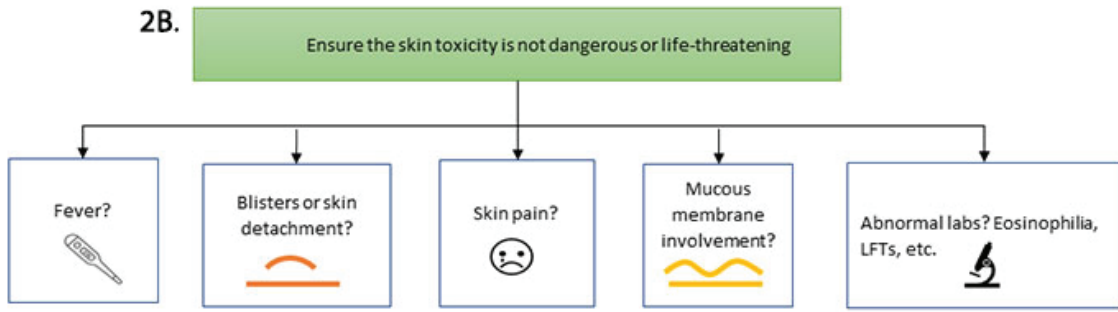 2B.
Ensure the skin toxicity is not dangerous or life-threatening
Fever?
Blisters or skin
detachment?
Skin pain?
Mucous
membrane
involvement?
Abnormal labs? Eosinophilia,
LFTs, etc.